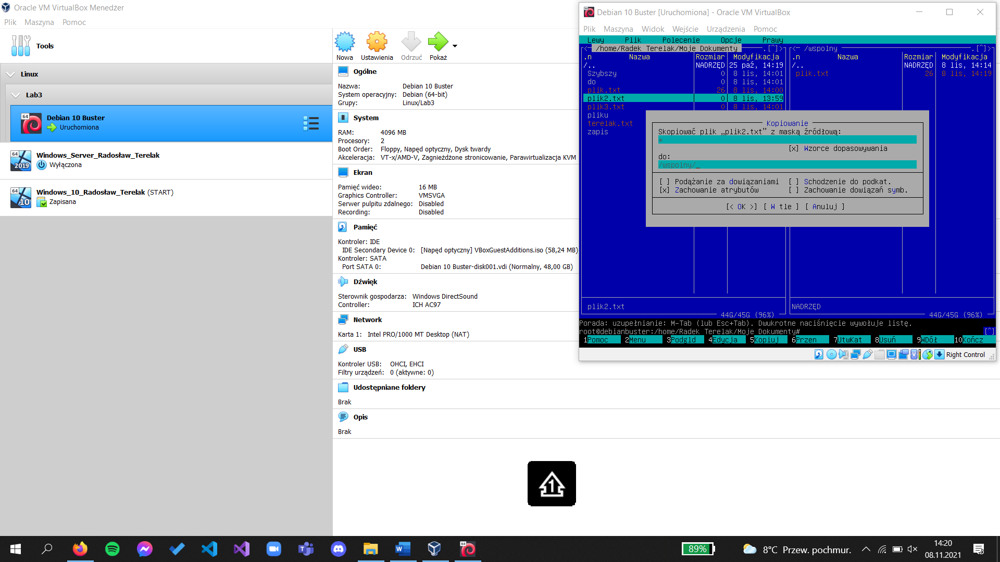 Oracle VM VirtualBox Menedżer
Plik Maszyna Pomoc
Tools
Linux
Lab3
64
Debian 10 Buster
Uruchomiona
64
2019
Windows_Server_Radosław_Terelak
Wyłączona
64
10
Windows_10_Radosław_Terelak (START)
Zapisana
Nowa Ustawienia Odrzuć Pokaż
Ogólne
Nazwa: Debian 10 Buster
System operacyjny: Debian (64-bit)
Grupy: Linux/Lab3
System
RAM: 4096 MB
Procesory: 2
Boot Order: Floppy, Napęd optyczny, Dysk twardy
Akceleracja: VT-x/AMD-V, Zagnieżdżone stronicowanie, Parawirtualizacja KVM
Ekran
Pamięć wideo: 16 MB
Graphics Controller: VMSVGA
Serwer pulpitu zdalnego: Disabled
Recording: Disabled
Pamięć
Kontroler: IDE
IDE Secondary Device 0: [Napęd optyczny] VBoxGuestAdditions.iso (58,24 MB)
Kontroler: SATA
Port SATA 0: Debian 10 Buster-disk001.vdi (Normalny, 48,00 GB)
Dźwięk
Sterownik gospodarza: Windows DirectSound
Controller: ICH AC97
Network
Karta 1: Intel PRO/1000 MT Desktop (NAT)
USB
Kontroler USB: OHCI, EHCI
Filtry urządzeń: 0 (aktywne: 0)
Udostępniane foldery
Brak
Opis
Brak
1
Debian 10 Buster [Uruchomiona] - Oracle VM VirtualBox
Plik Maszyna Widok Wejście Urządzenia Pomoc
Lewy Plik Polecenie Opcje Prawy
<─ /home/Radek Terelak/Moje Dokumenty ──.[^]> <─ /wspolny ──.[^]>
.n Nazwa Rozmiar Modyfikacja .n Nazwa Rozmiar Modyfikacja
/.. NADRZĘD 25 paź, 14:19 /.. NADRZĘD 8 lis, 14:14
Szybszy 0 8 lis, 14:01 plik.txt 26 8 lis, 14:19
do 0 8 lis, 14:01
plik.txt 26 8 lis, 14:00
plik2.txt 0 8 lis, 13:59
plik3.txt 0 8 lis, 14:01
pliku
terelak.txt
zapis
Kopiowanie
Skopiować plik „plik2.txt” z maską źródłową:
*
[x] Wzorce dopasowywania
do:
/wspolny/_
[ ] Podążanie za dowiązaniami [ ] Schodzenie do podkat.
[x] Zachowanie atrybutów [ ] Zachowanie dowiązań symb.
[< OK >] [ W tle ] [ Anuluj ]
plik2.txt NADRZĘD
44G/45G (96%) 44G/45G (96%)
Porada: uzupełnianie: M-Tab (lub Esc+Tab). Dwukrotne naciśnięcie wywołuje listę.
root@debianbuster:/home/Radek Terelak/Moje Dokumenty# [^]
1Pomoc 2Menu 3Podgld 4Edycja 5Kopiuj 6Przen 7UtwKat 8Usuń 9WDół 10Kończ
Right Control
89% 8°C Przew. pochmur. 14:20
08.11.2021